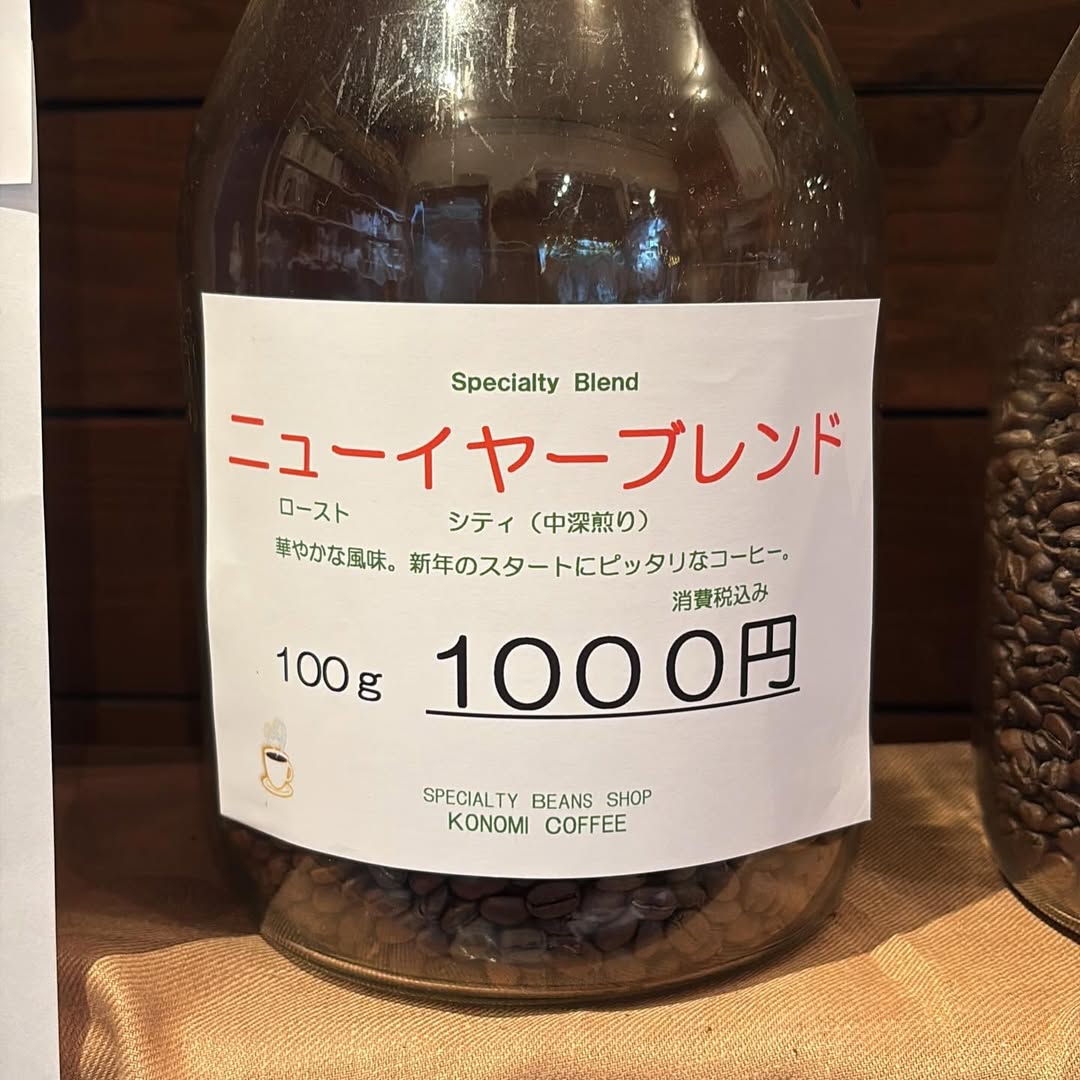 Specialty Blend
ニューイヤーブレンド
ロースト シティ（中深煎り）
華やかな風味。新年のスタートにピッタリなコーヒー。
消費税込み
100g 1000円
SPECIALTY BEANS SHOP
KONOMI COFFEE